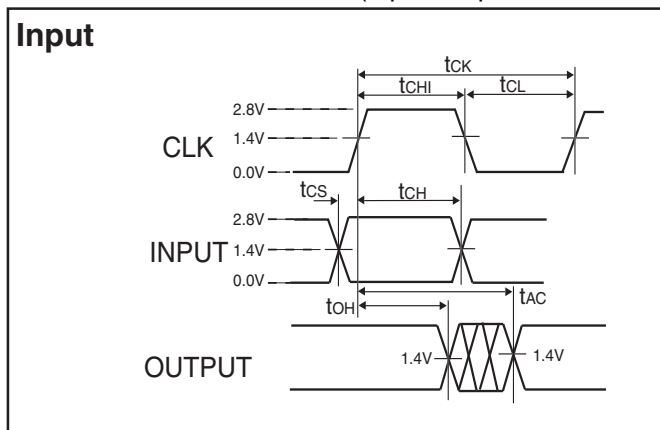 Input
tCK
tCHI
tCL
2.8V
1.4V
CLK
0.0V
tCS
tCH
2.8V
INPUT
1.4V
0.0V
tAC
tOH
1.4V
1.4V
OUTPUT